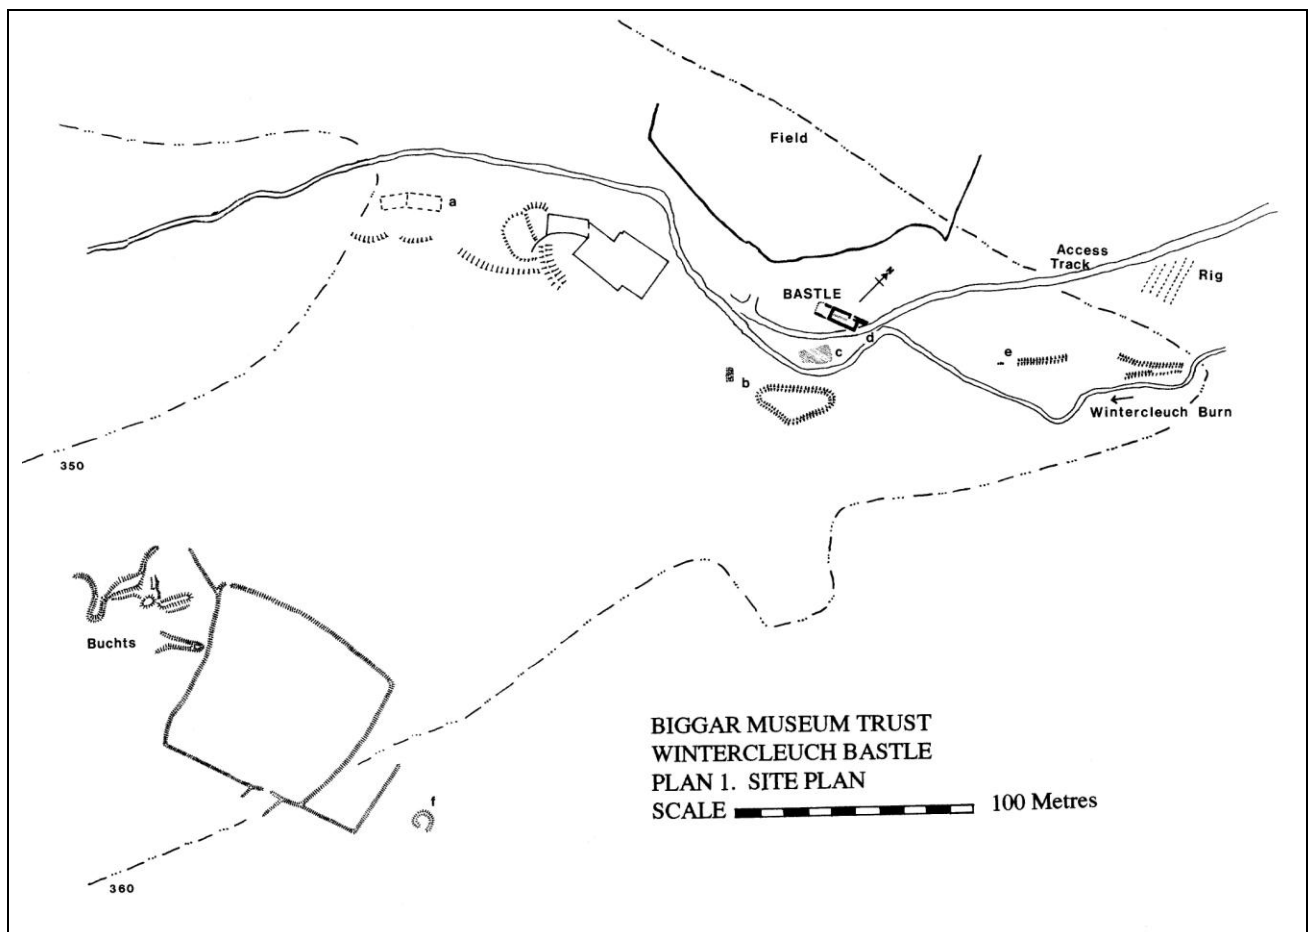 Field
a
Access
Track
Rig
N
BASTLE
d
c
e
b
Wintercleuch Burn
350
Buchts
BIGGAR MUSEUM TRUST
WINTERCLEUCH BASTLE
PLAN 1. SITE PLAN
SCALE 100 Metres
f
360